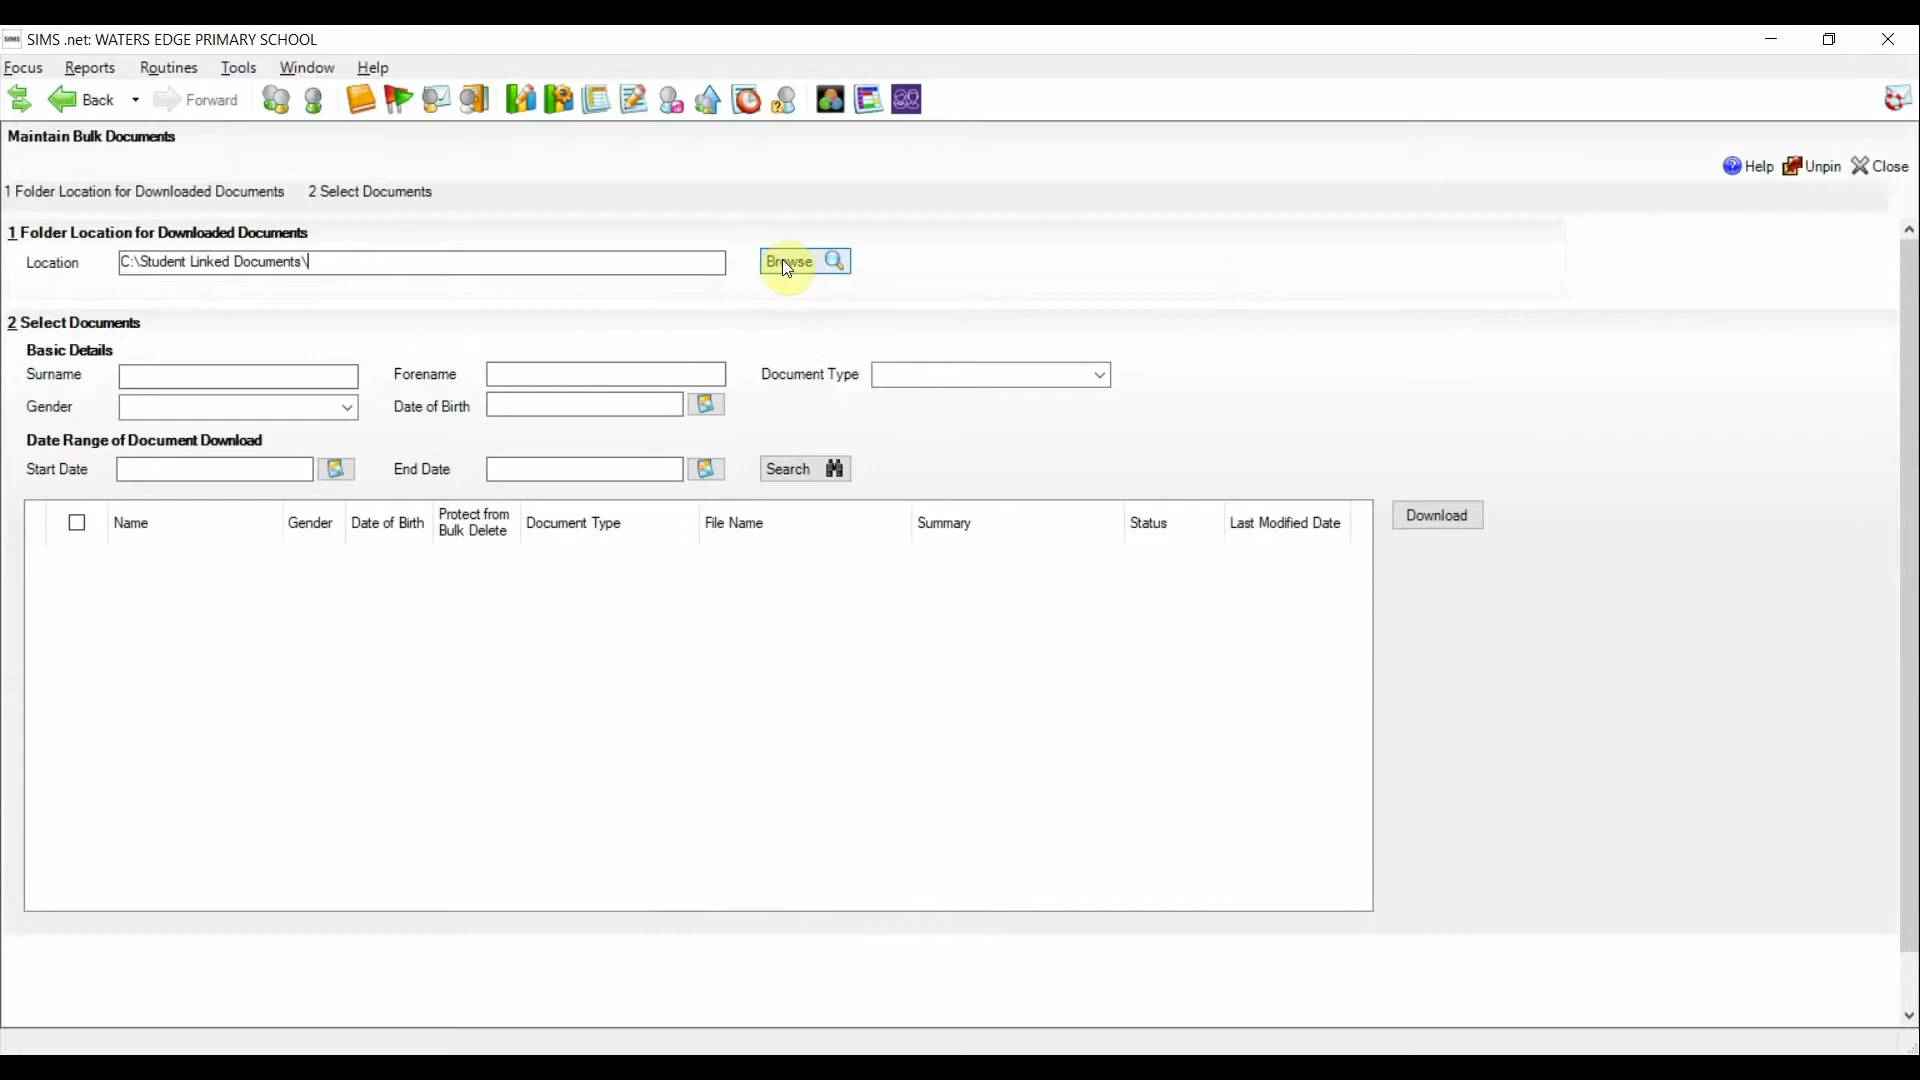 SIMS .net: WATERS EDGE PRIMARY SCHOOL
Focus Reports Routines Tools Window Help
Back Forward
Maintain Bulk Documents
Help Unpin Close
1 Folder Location for Downloaded Documents 2 Select Documents
1 Folder Location for Downloaded Documents
Location C:\Student Linked Documents\ Browse
2 Select Documents
Basic Details
Surname Forename Document Type
Gender Date of Birth
Date Range of Document Download
Start Date End Date Search
Name Gender Date of Birth Protect from Bulk Delete Document Type File Name Summary Status Last Modified Date Download